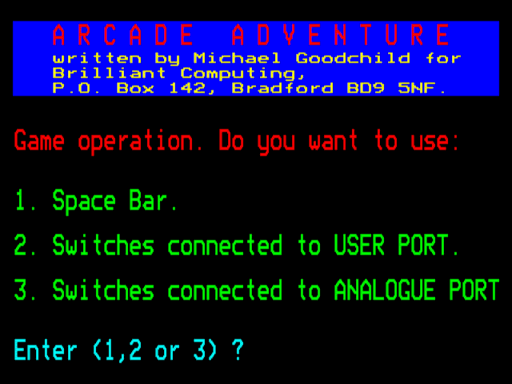 ARCADE ADVENTURE
written by Michael Goodchild for
Brilliant Computing,
P.O. Box 142, Bradford BD9 5NF.
Game operation. Do you want to use:
1. Space Bar.
2. Switches connected to USER PORT.
3. Switches connected to ANALOGUE PORT
Enter (1,2 or 3) ?